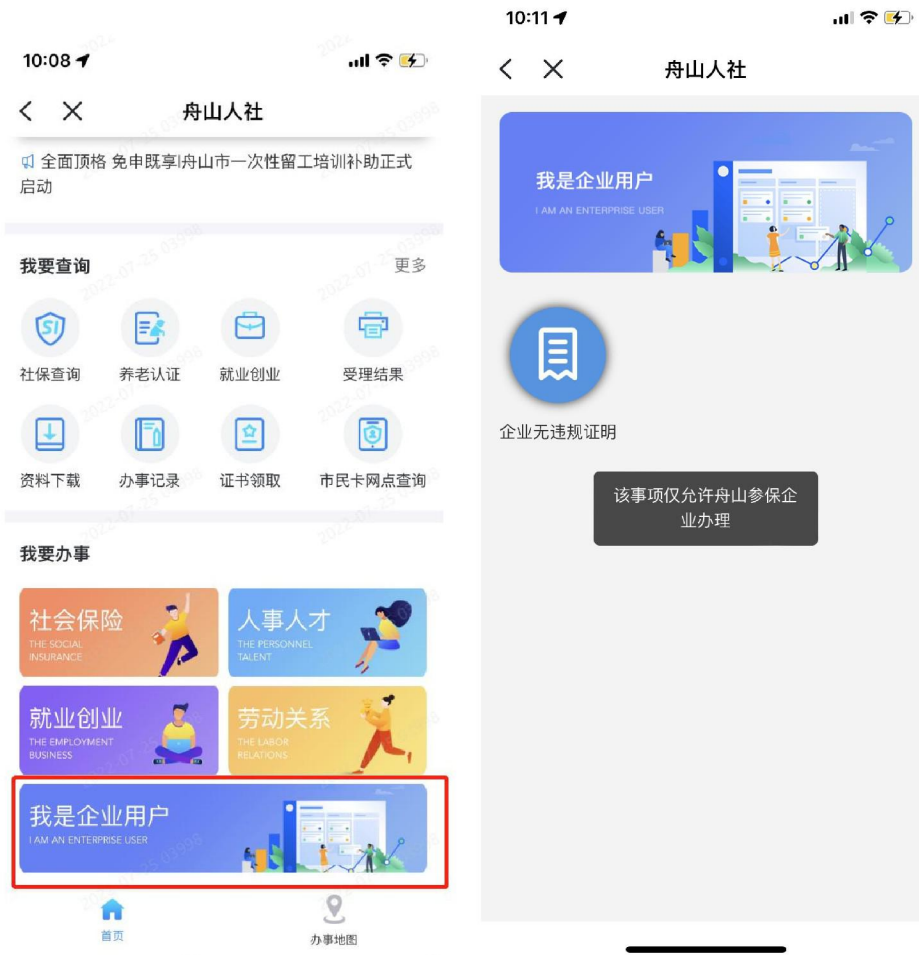 10:08
舟山人社
全面顶格 免申既享|舟山市一次性留工培训补助正式
启动
我要查询
更多
社保查询
养老认证
就业创业
受理结果
资料下载
办事记录
证书领取
市民卡网点查询
我要办事
社会保险
THE SOCIAL
INSURANCE
人事人才
THE PERSONNEL
TALENT
就业创业
THE EMPLOYMENT
BUSINESS
劳动关系
THE LABOR
RELATIONS
我是企业用户
I AM AN ENTERPRISE USER
首页
办事地图
10:11
舟山人社
我是企业用户
I AM AN ENTERPRISE USER
企业无违规证明
该事项仅允许舟山参保企
业办理